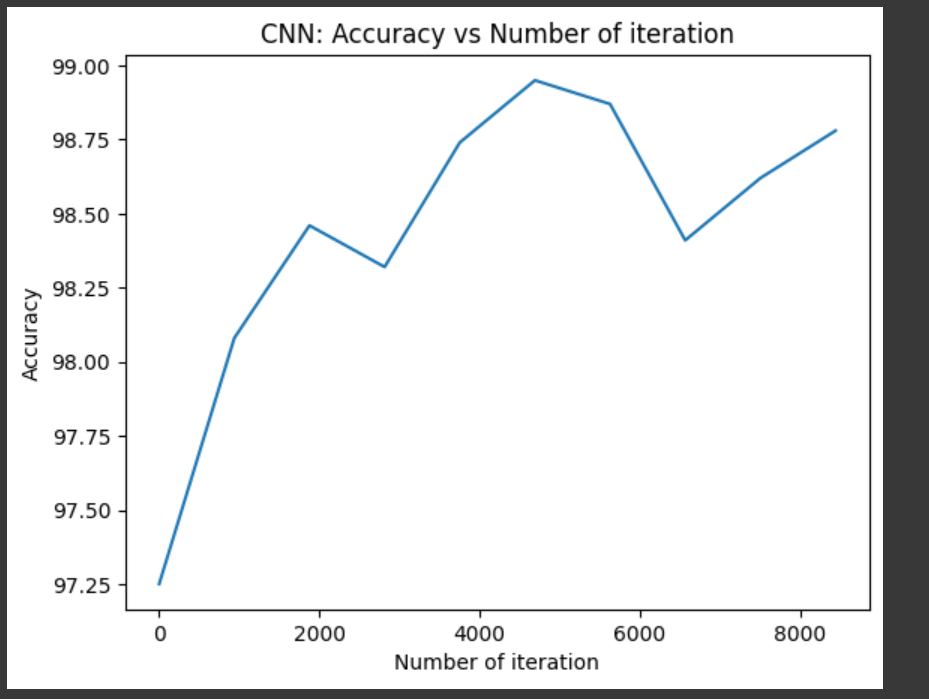 CNN: Accuracy vs Number of iteration
99.00
98.75
98.50
98.25
98.00
97.75
97.50
97.25
Accuracy
0 2000 4000 6000 8000
Number of iteration